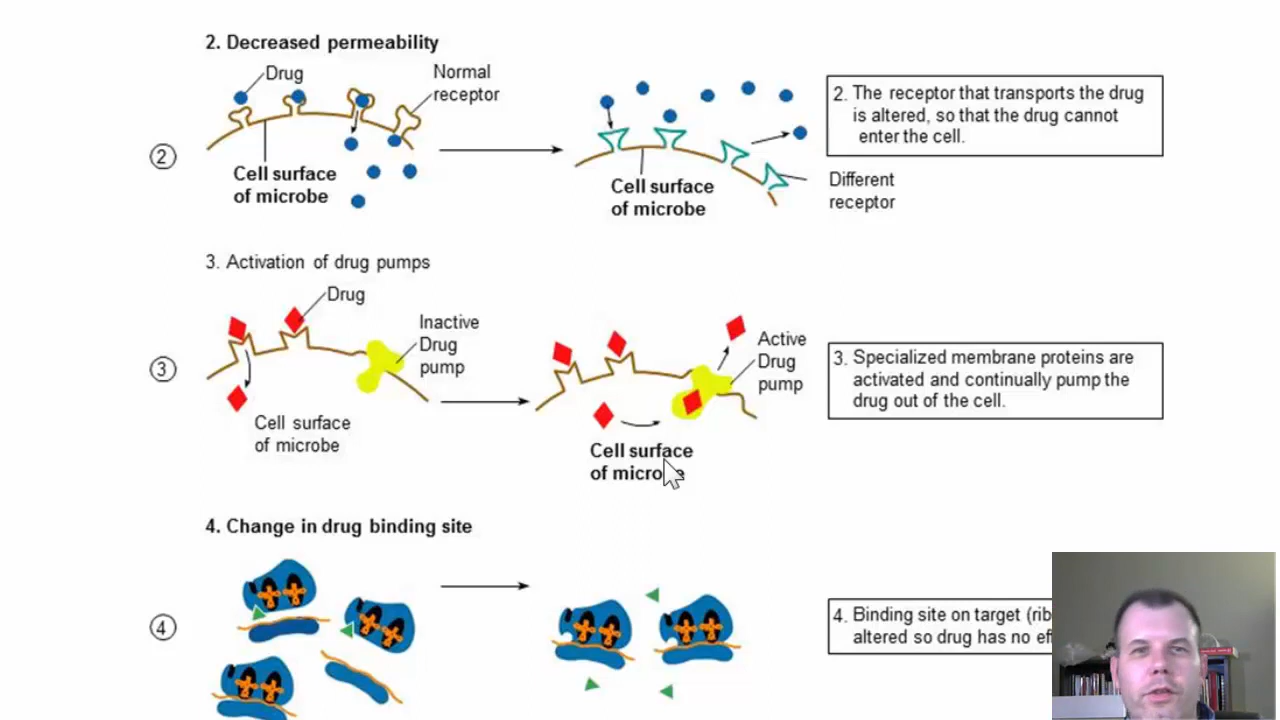 2. Decreased permeability
Drug
Normal
receptor
2
Cell surface
of microbe
Cell surface
of microbe
2. The receptor that transports the drug
is altered, so that the drug cannot
enter the cell.
Different
receptor
3. Activation of drug pumps
Drug
Inactive
Drug
pump
3
Cell surface
of microbe
Active
Drug
pump
Cell surface
of microbe
3. Specialized membrane proteins are
activated and continually pump the
drug out of the cell.
4. Change in drug binding site
4
4. Binding site on target (rib
altered so drug has no ef